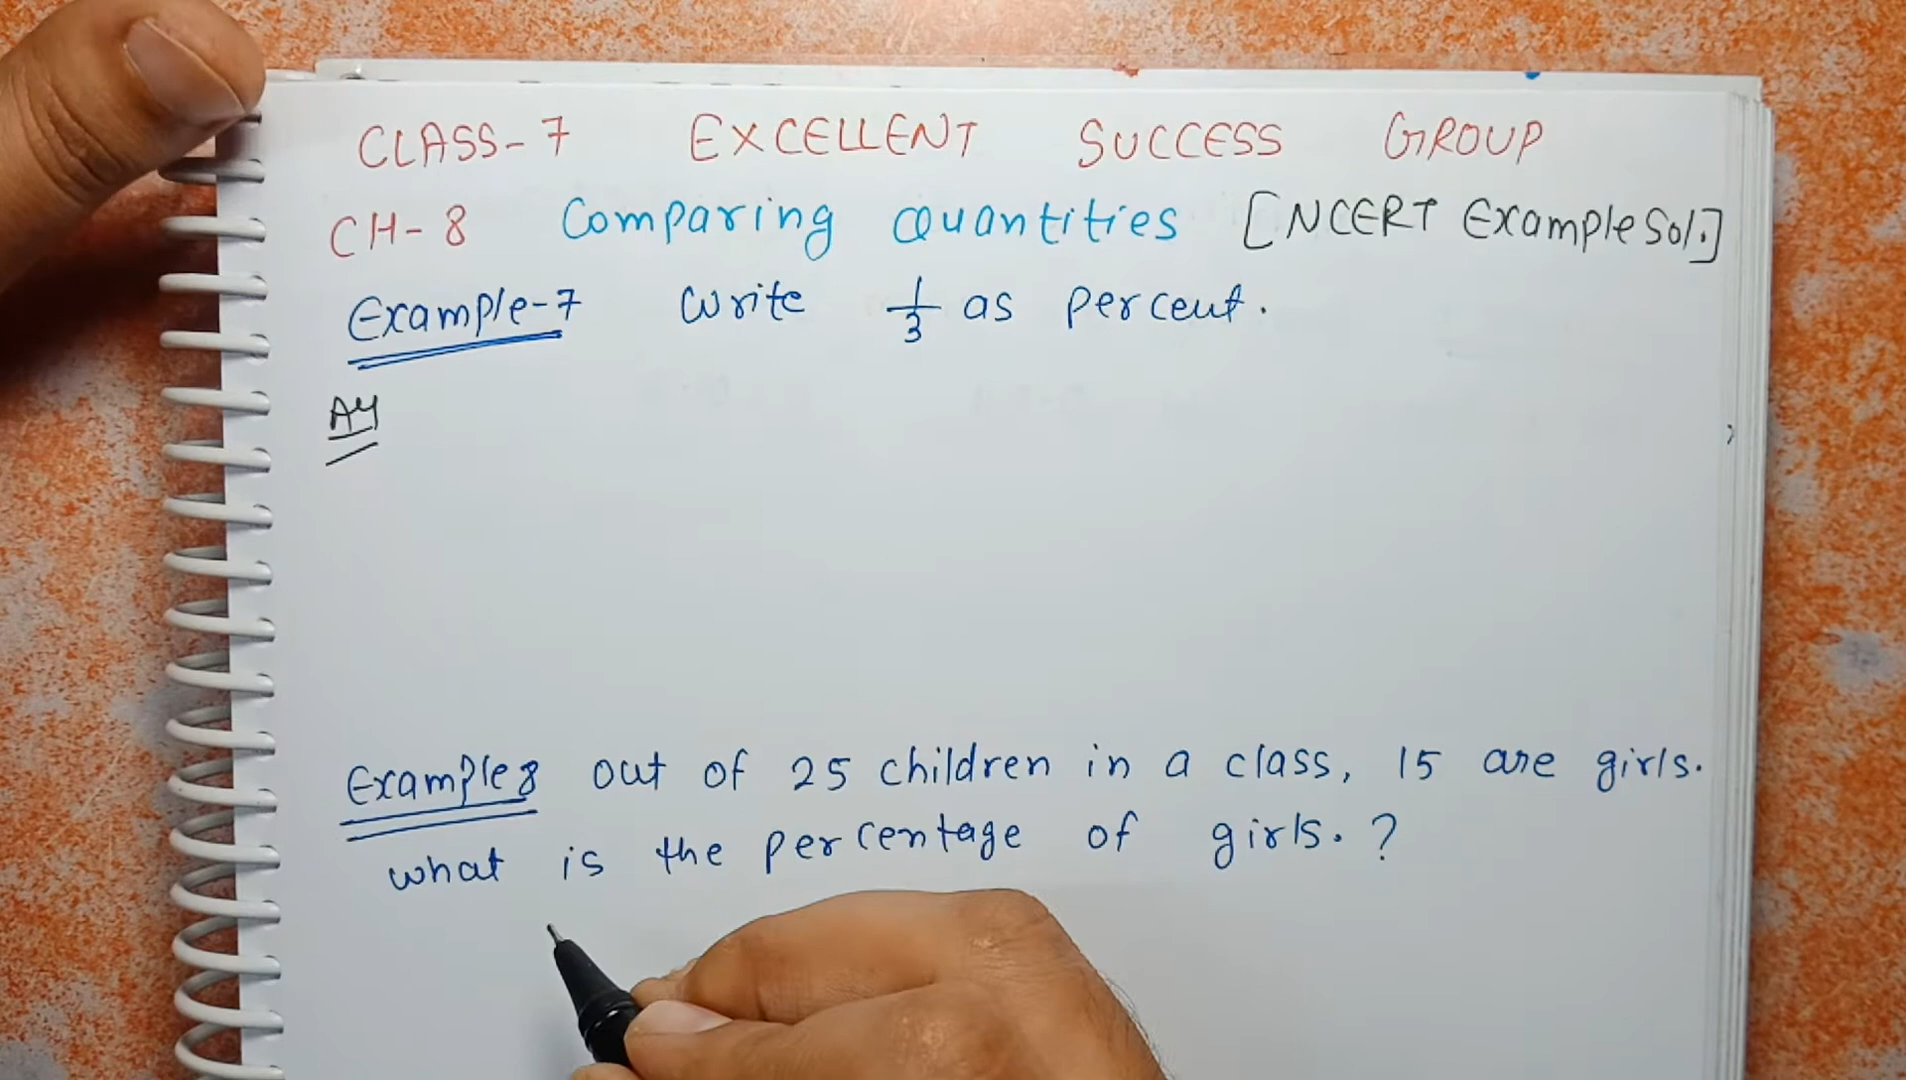 CLASS-7 EXCELLENT SUCCESS GROUP
CH-8 Comparing Quantities [NCERT Example Sol.]
Example-7 Write 1/3 as percent.
Example 8 out of 25 children in a class, 15 are girls.
what is the percentage of girls. ?